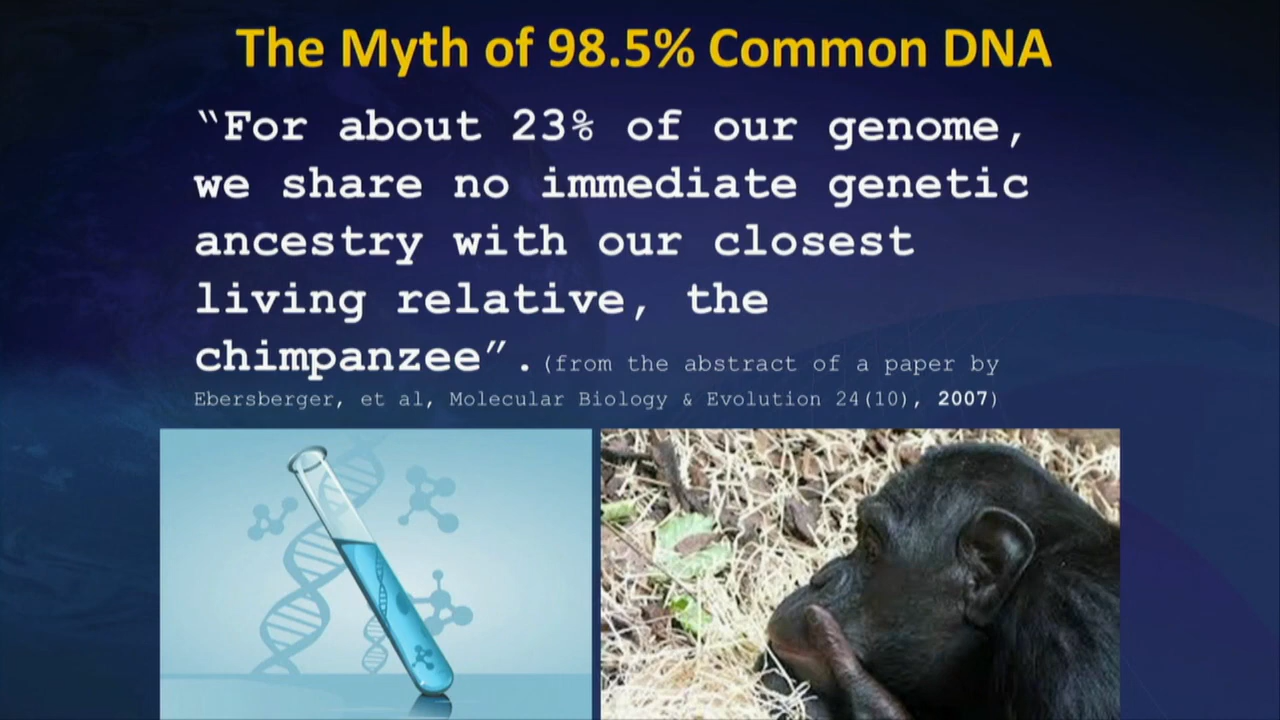 The Myth of 98.5% Common DNA
“For about 23% of our genome,
we share no immediate genetic
ancestry with our closest
living relative, the
chimpanzee”. (from the abstract of a paper by
Ebersberger, et al, Molecular Biology & Evolution 24(10), 2007)